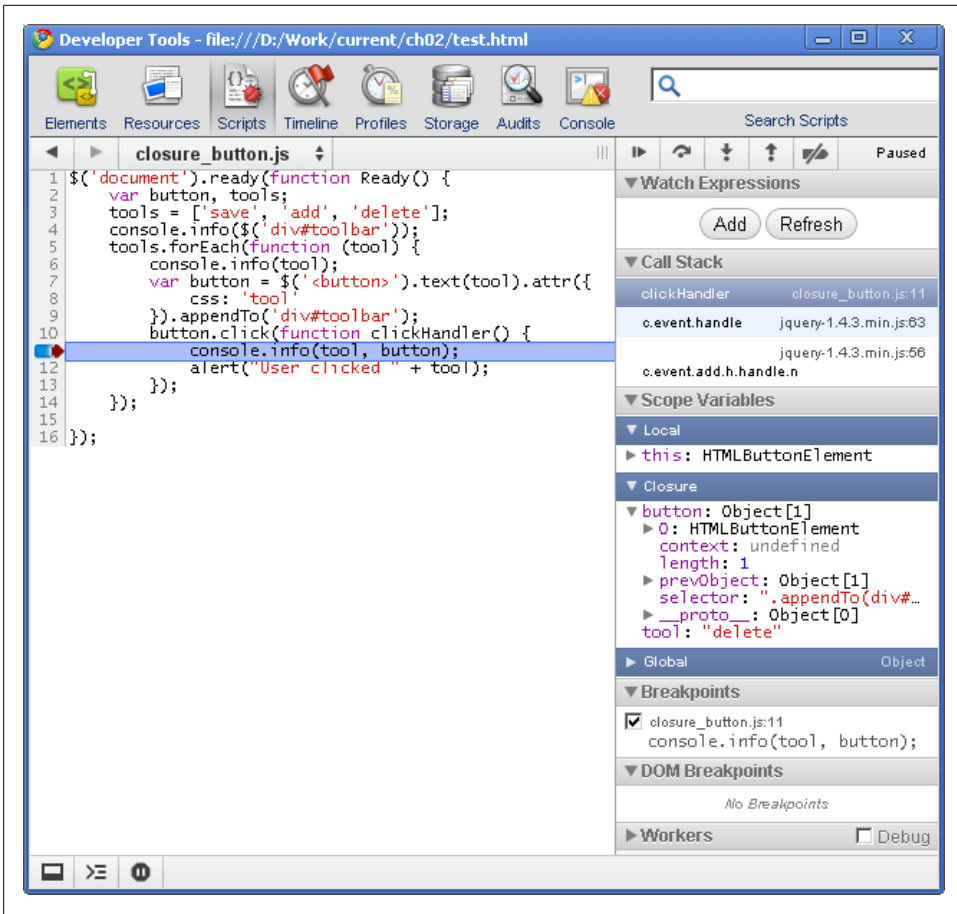 Developer Tools - file:///D:/Work/current/ch02/test.html
Elements Resources Scripts Timeline Profiles Storage Audits Console
Search Scripts
closure_button.js
Paused
1 $('document').ready(function Ready() {
2 var button, tools;
3 tools = ['save', 'add', 'delete'];
4 console.info($('div#toolbar'));
5 tools.forEach(function (tool) {
6 console.info(tool);
7 var button = $('<button>').text(tool).attr({
8 css: 'tool'
9 }).appendTo('div#toolbar');
10 button.click(function clickHandler() {
console.info(tool, button);
12 alert("User clicked " + tool);
13 });
14 });
15
16 });
Watch Expressions
Add Refresh
Call Stack
clickHandler closure_button.js:11
c.event.handle jquery-1.4.3.min.js:63
jquery-1.4.3.min.js:56
c.event.add.h.handle.n
Scope Variables
Local
this: HTMLButtonElement
Closure
button: Object[1]
0: HTMLButtonElement
context: undefined
length: 1
prevObject: Object[1]
selector: ".appendTo(div#…
__proto__: Object[0]
tool: "delete"
Global Object
Breakpoints
closure_button.js:11
console.info(tool, button);
DOM Breakpoints
No Breakpoints
Workers Debug